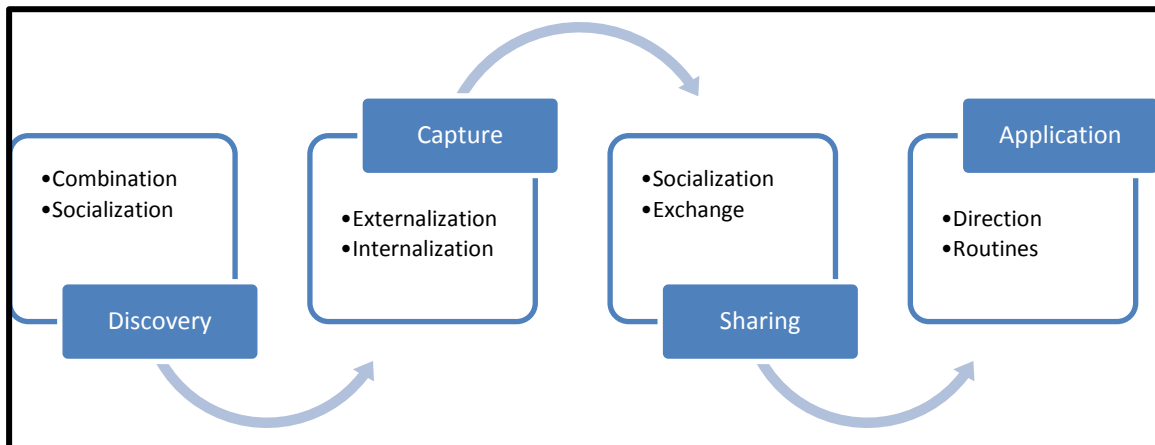 •Combination
•Socialization
Discovery
Capture
•Externalization
•Internalization
•Socialization
•Exchange
Sharing
Application
•Direction
•Routines